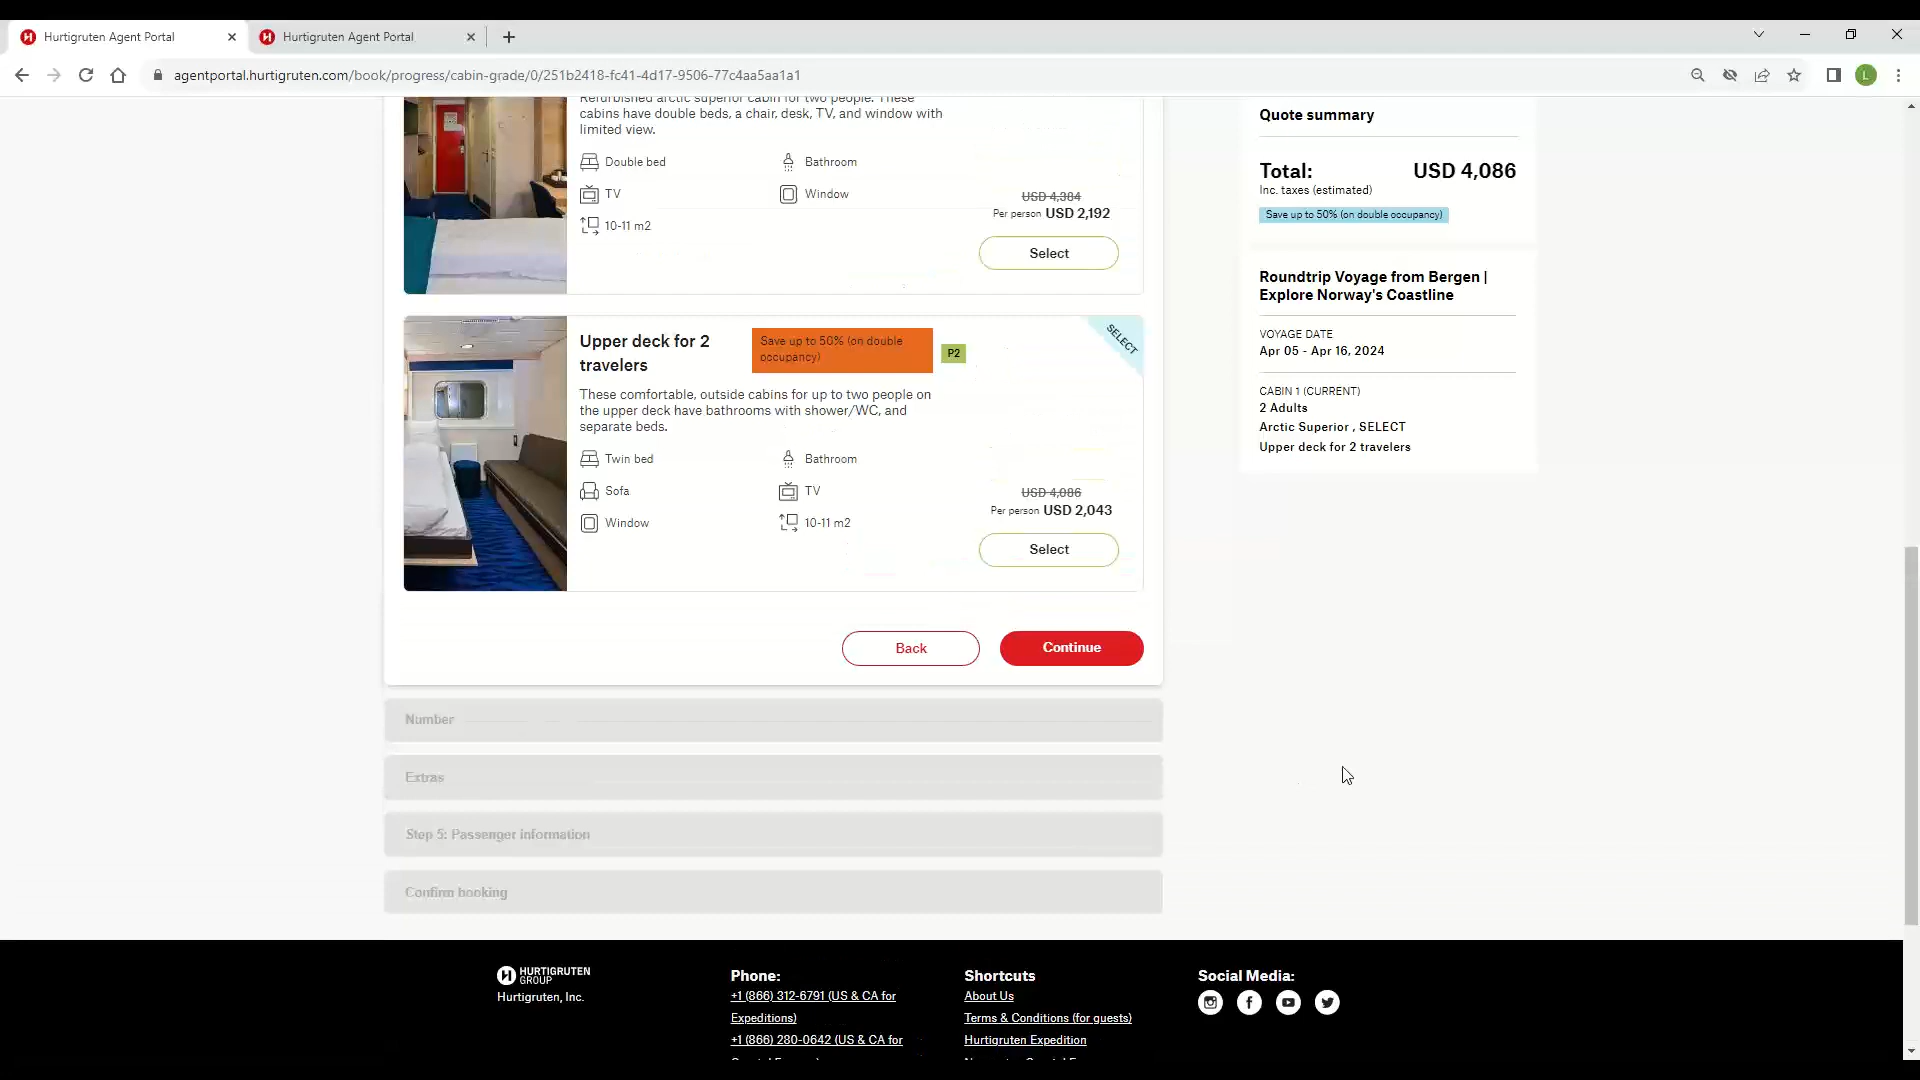 Hurtigruten Agent Portal
Hurtigruten Agent Portal
agentportal.hurtigruten.com/book/progress/cabin-grade/0/251b2418-fc41-4d17-9506-77c4aa5aa1a1
L
Refurbished arctic superior cabin for two people. These
cabins have double beds, a chair, desk, TV, and window with
limited view.
Double bed
Bathroom
TV
Window
10-11 m2
USD 4,384
Per person USD 2,192
Select
Upper deck for 2
travelers
Save up to 50% (on double
occupancy)
P2
SELECT
These comfortable, outside cabins for up to two people on
the upper deck have bathrooms with shower/WC, and
separate beds.
Twin bed
Bathroom
Sofa
TV
Window
10-11 m2
USD 4,086
Per person USD 2,043
Select
Back
Continue
Number
Extras
Step 5: Passenger information
Confirm booking
Quote summary
Total: USD 4,086
Inc. taxes (estimated)
Save up to 50% (on double occupancy)
Roundtrip Voyage from Bergen |
Explore Norway's Coastline
VOYAGE DATE
Apr 05 - Apr 16, 2024
CABIN 1 (CURRENT)
2 Adults
Arctic Superior , SELECT
Upper deck for 2 travelers
HURTIGRUTEN
GROUP
Hurtigruten, Inc.
Phone:
+1 (866) 312-6791 (US & CA for
Expeditions)
+1 (866) 280-0642 (US & CA for
Shortcuts
About Us
Terms & Conditions (for guests)
Hurtigruten Expedition
Social Media: